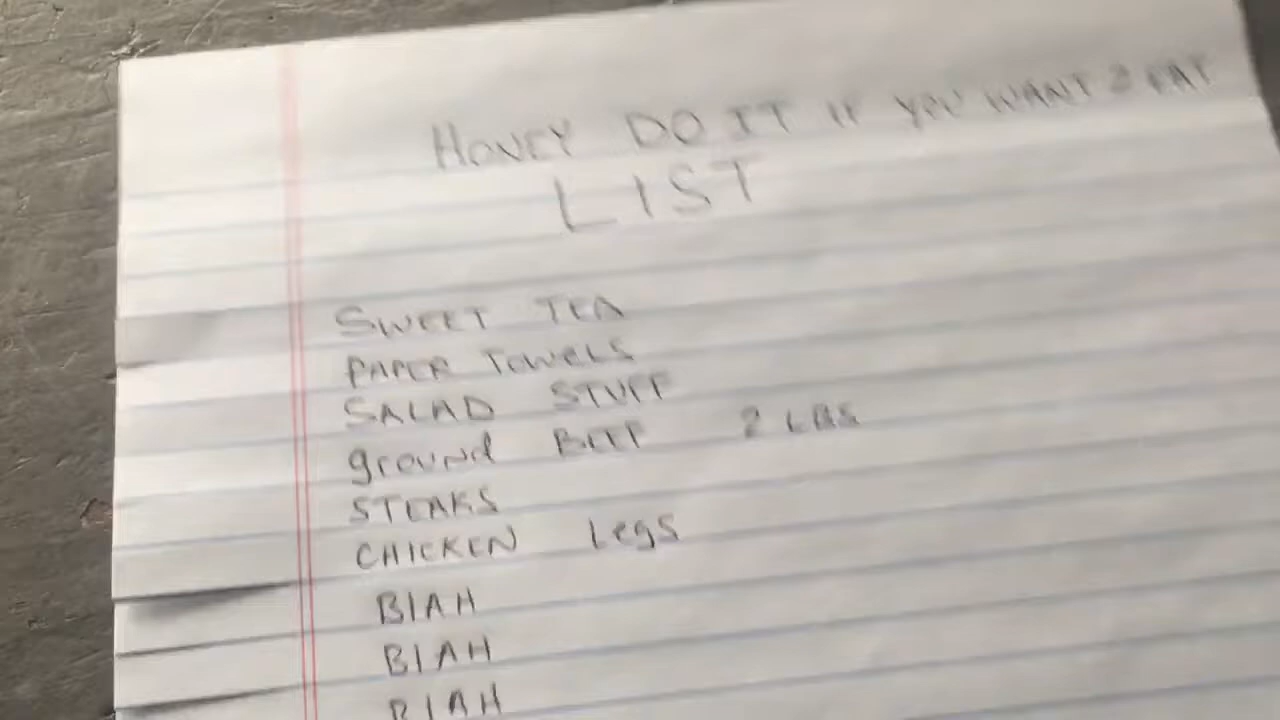 HONEY DO IT IF YOU WANT 2 EAT
LIST
SWEET TEA
PAPER TOWELS
SALAD STUFF
ground BEEF 2 LBS
STEAKS
CHICKEN Legs
BlAH
BlAH
BlAH